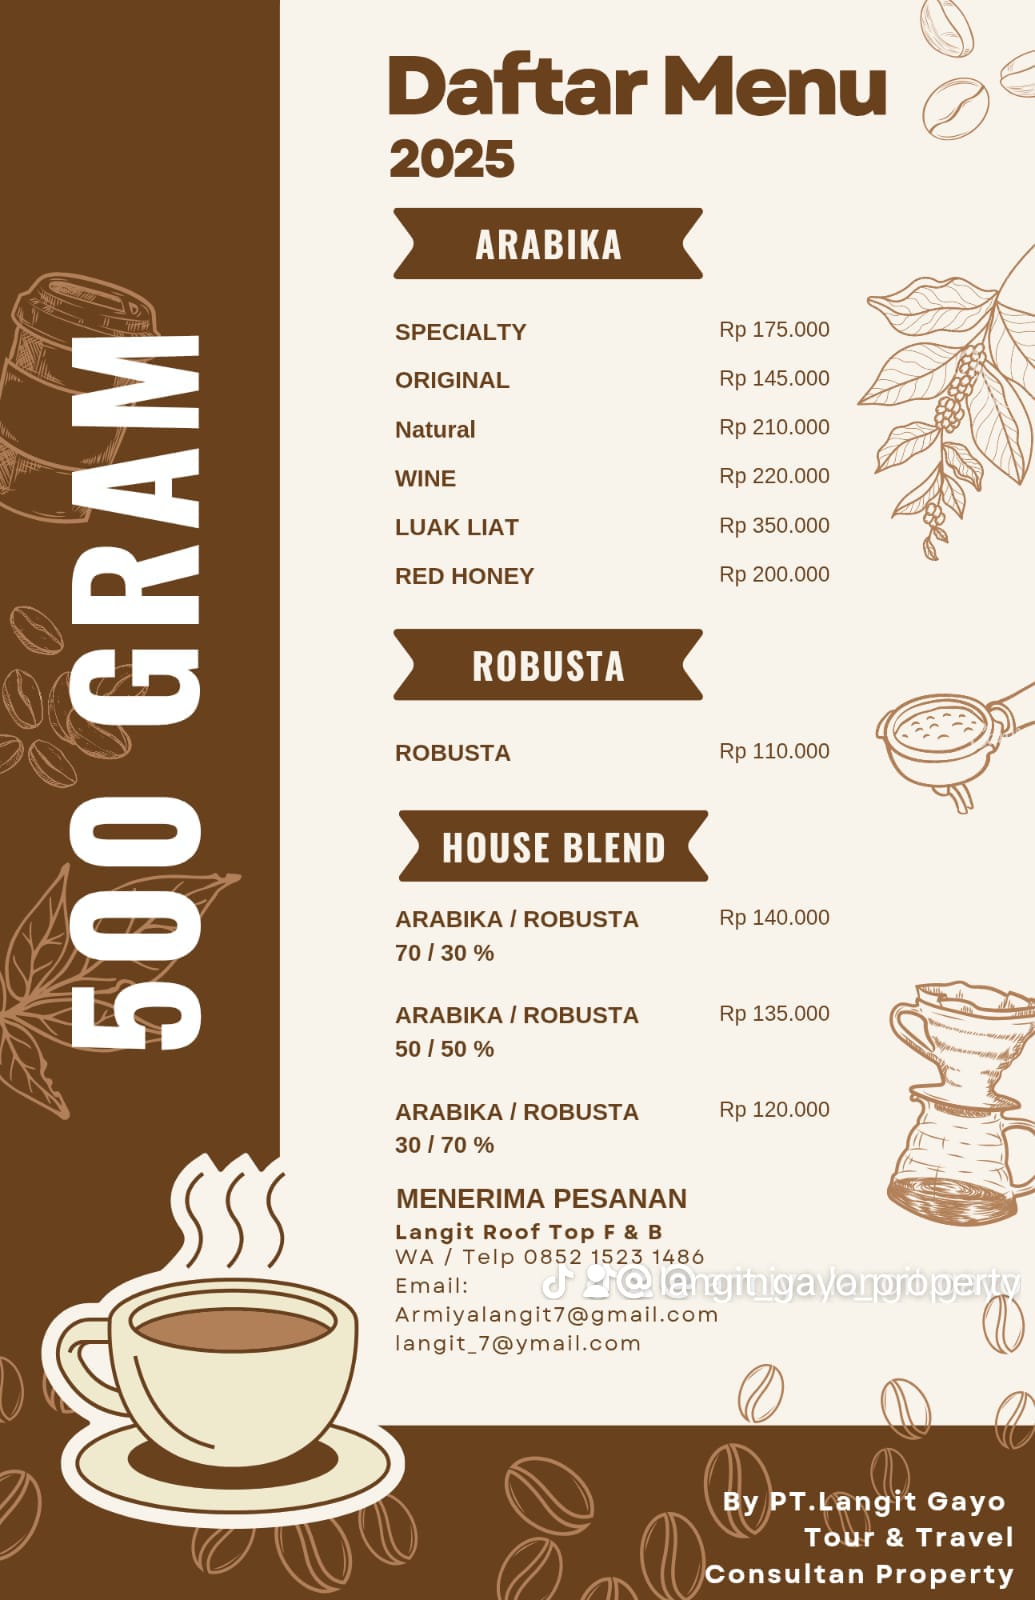 Daftar Menu
2025
500 GRAM
ARABIKA
SPECIALTY Rp 175.000
ORIGINAL Rp 145.000
Natural Rp 210.000
WINE Rp 220.000
LUAK LIAT Rp 350.000
RED HONEY Rp 200.000
ROBUSTA
ROBUSTA Rp 110.000
HOUSE BLEND
ARABIKA / ROBUSTA Rp 140.000
70 / 30 %
ARABIKA / ROBUSTA Rp 135.000
50 / 50 %
ARABIKA / ROBUSTA Rp 120.000
30 / 70 %
MENERIMA PESANAN
Langit Roof Top F & B
WA / Telp 0852 1523 1486
Email:
Armiyalangit7@gmail.com
langit_7@ymail.com
By PT.Langit Gayo
Tour & Travel
Consultan Property